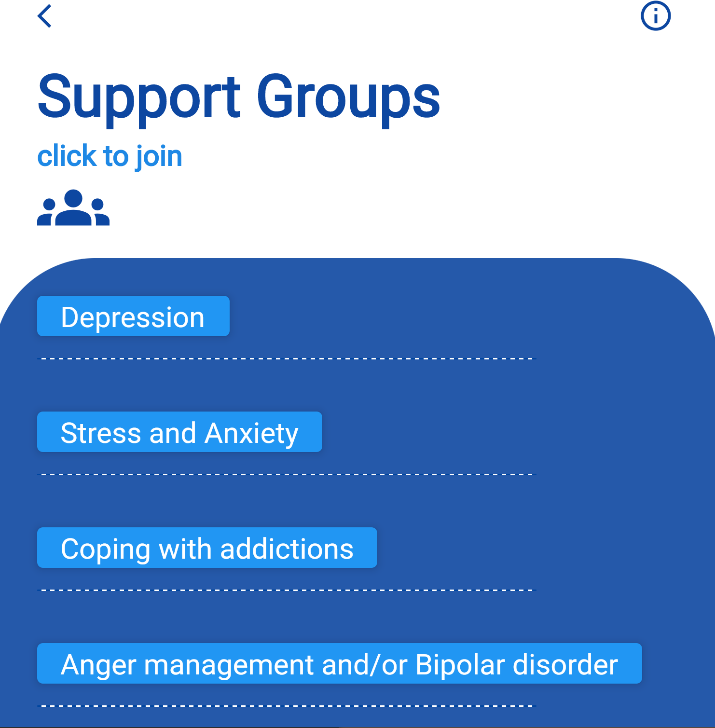 Support Groups
click to join
Depression
Stress and Anxiety
Coping with addictions
Anger management and/or Bipolar disorder